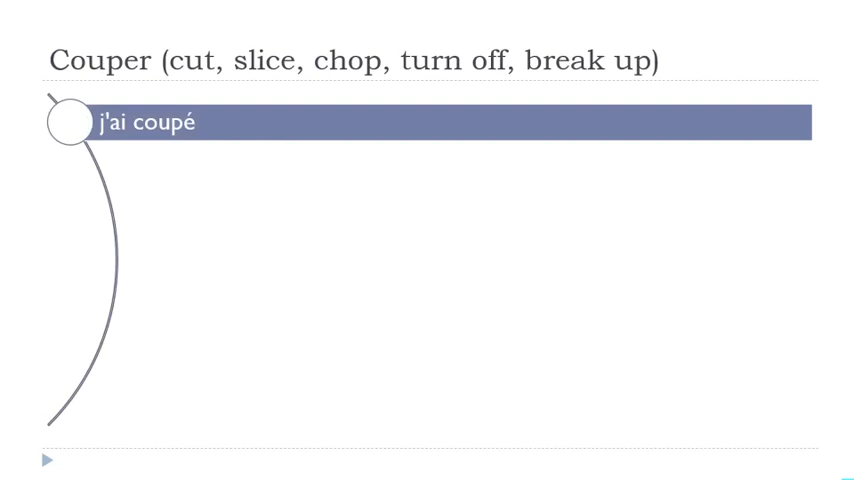 Couper (cut, slice, chop, turn off, break up)
j'ai coupé